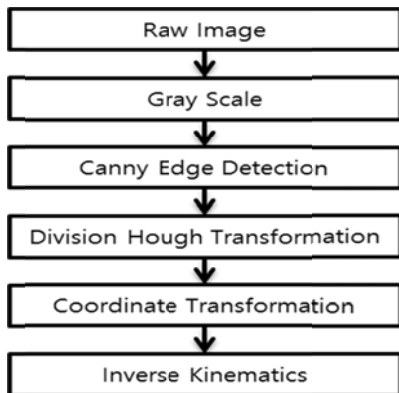 Raw Image
Gray Scale
Canny Edge Detection
Division Hough Transformation
Coordinate Transformation
Inverse Kinematics